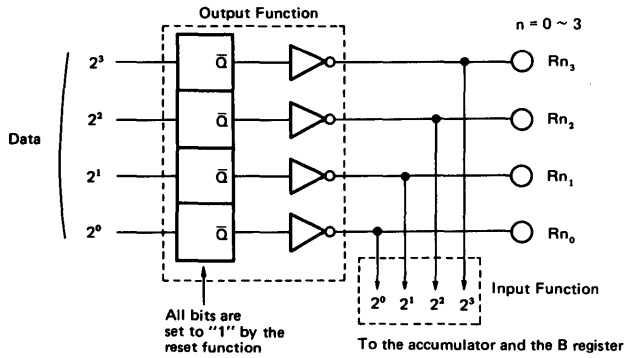 Output Function
n = 0 ~ 3
Data
2³ Q̅ Rn₃
2² Q̅ Rn₂
2¹ Q̅ Rn₁
2⁰ Q̅ Rn₀
2⁰ 2¹ 2² 2³
Input Function
All bits are
set to "1" by the
reset function
To the accumulator and the B register